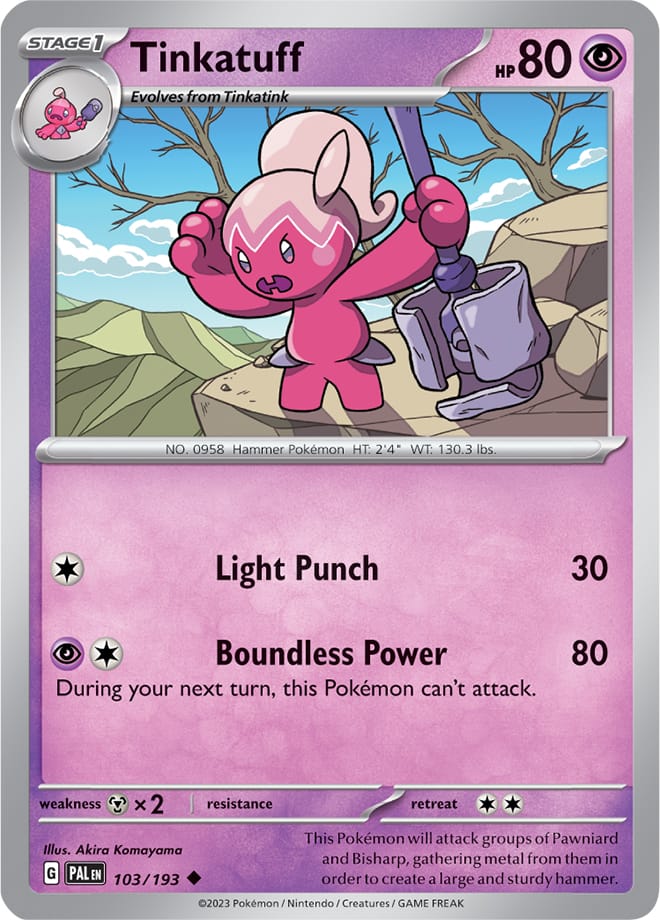 STAGE1
Tinkatuff
HP 80
Evolves from Tinkatink
NO. 0958 Hammer Pokémon HT: 2'4" WT: 130.3 lbs.
Light Punch 30
Boundless Power 80
During your next turn, this Pokémon can't attack.
weakness ×2 resistance retreat
Illus. Akira Komayama
G PAL EN 103/193
This Pokémon will attack groups of Pawniard
and Bisharp, gathering metal from them in
order to create a large and sturdy hammer.
©2023 Pokémon / Nintendo / Creatures / GAME FREAK